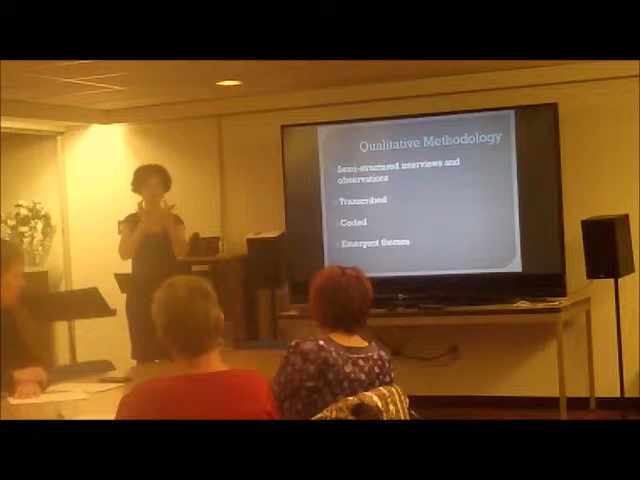 Qualitative Methodology
Semi-structured interviews and
observations
Transcribed
Coded
Emergent themes